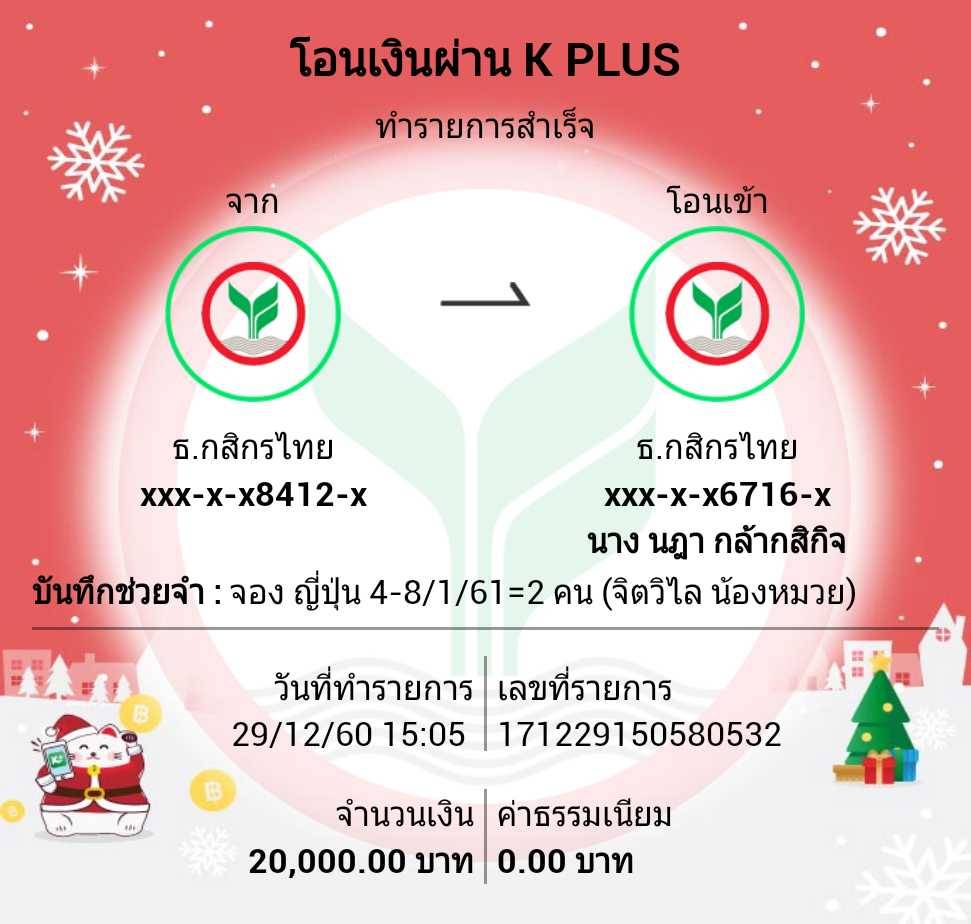 โอนเงินผ่าน K PLUS
ทำรายการสำเร็จ
จาก
โอนเข้า
ธ.กสิกรไทย
xxx-x-x8412-x
ธ.กสิกรไทย
xxx-x-x6716-x
นาง นฎา กล้ากสิกิจ
บันทึกช่วยจำ : จอง ญี่ปุ่น 4-8/1/61=2 คน (จิตวิไล น้องหมวย)
วันที่ทำรายการ
29/12/60 15:05
เลขที่รายการ
171229150580532
จำนวนเงิน
20,000.00 บาท
ค่าธรรมเนียม
0.00 บาท